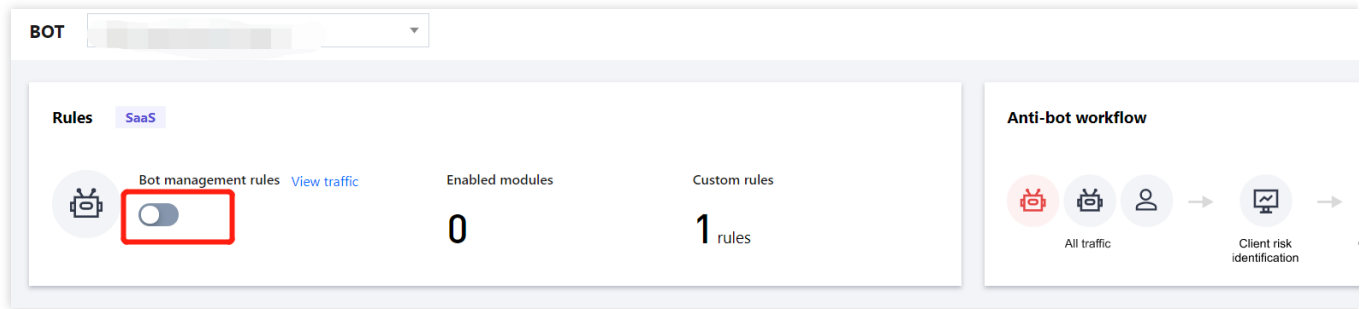 BOT
Rules SaaS
Bot management rules View traffic
Enabled modules
0
Custom rules
1 rules
Anti-bot workflow
All traffic
Client risk
identification